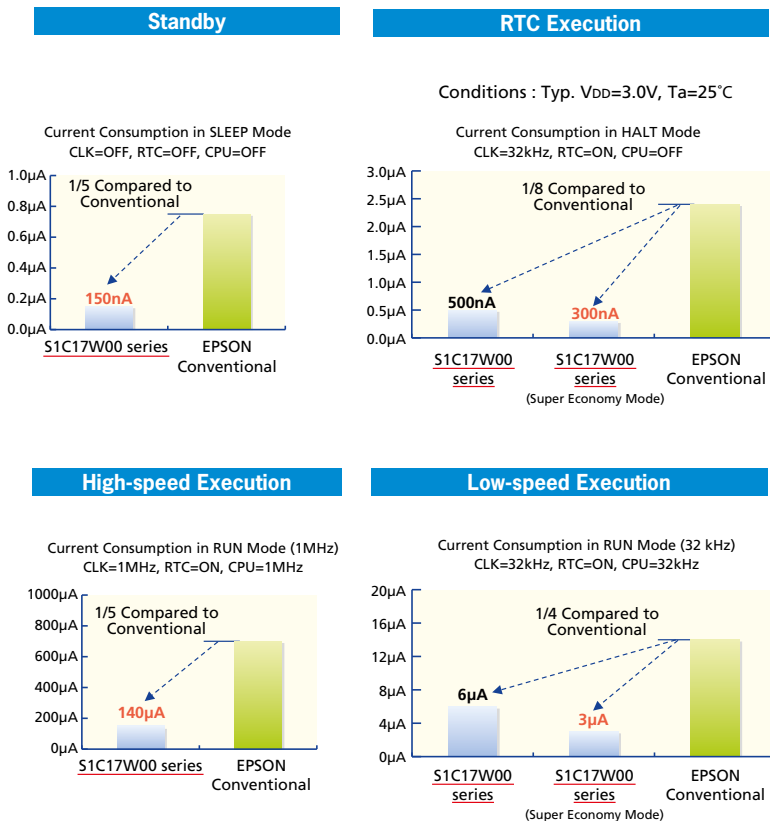 Standby
RTC Execution
Conditions : Typ. VDD=3.0V, Ta=25°C
Current Consumption in SLEEP Mode
CLK=OFF, RTC=OFF, CPU=OFF
1.0μA
0.8μA
0.6μA
0.4μA
0.2μA
0.0μA
1/5 Compared to
Conventional
150nA
S1C17W00 series
EPSON
Conventional
Current Consumption in HALT Mode
CLK=32kHz, RTC=ON, CPU=OFF
3.0μA
2.5μA
2.0μA
1.5μA
1.0μA
0.5μA
0.0μA
1/8 Compared to
Conventional
500nA
300nA
S1C17W00
series
S1C17W00
series
(Super Economy Mode)
EPSON
Conventional
High-speed Execution
Low-speed Execution
Current Consumption in RUN Mode (1MHz)
CLK=1MHz, RTC=ON, CPU=1MHz
1000μA
800μA
600μA
400μA
200μA
0μA
1/5 Compared to
Conventional
140μA
S1C17W00 series
EPSON
Conventional
Current Consumption in RUN Mode (32 kHz)
CLK=32kHz, RTC=ON, CPU=32kHz
20μA
16μA
12μA
8μA
4μA
0μA
1/4 Compared to
Conventional
6μA
3μA
S1C17W00
series
S1C17W00
series
(Super Economy Mode)
EPSON
Conventional